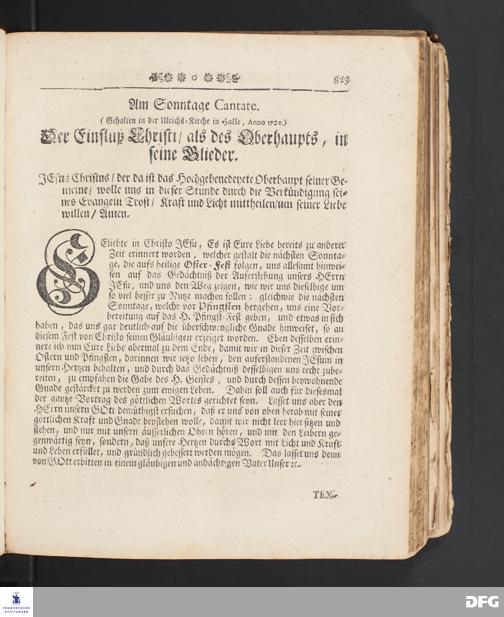 829
Am Sonntage Cantate.
(Gehalten in der Ulrichs-Kirche in Halle, Anno 1720.)
Der Einfluß Christi/ als des Oberhaupts, in
seine Glieder.
JEsus Christus/ der da ist das Hochgebenedeyete Oberhaupt seiner Ge-
meine/ wolle uns in dieser Stunde durch die Verkündigung sei-
nes Evangelii Trost/ Kraft und Licht mittheilen/um seiner Liebe
willen/ Amen.
GEliebte in Christo JEsu, Es ist Eure Liebe bereits zu anderer
Zeit erinnert worden, welcher gestalt die nächsten Sonnta-
ge, die aufs heilige Oster-Fest folgen, uns allesamt hinwei-
sen auf das Gedächtniß der Auferstehung unsers HErrn
JEsu, und uns den Weg zeigen, wie wir uns dieselbige um
so viel besser zu Nutze machen sollen; gleichwie die nächsten
Sonntage, welche vor Pfingsten hergehen, uns eine Vor-
bereitung auf das H. Pfingst-Fest geben, und etwas in sich
haben, das uns gar deutlich auf die überschwengliche Gnade hinweiset, so an
diesem Fest von Christo seinen Gläubigen erzeiget worden. Eben desselben erin-
nere ich nun Eure Liebe abermal zu dem Ende, damit wir in dieser Zeit zwischen
Ostern und Pfingsten, darinnen wir ietzo leben, den auferstandenen JEsum in
unsern Hertzen behalten, und durch das Gedächtniß desselbigen uns recht zube-
reiten, zu empfahen die Gabe des H. Geistes, und durch dessen beywohnende
Gnade gestärcket zu werden zum ewigen Leben. Dahin soll auch für diesesmal
der gantze Vortrag des göttlichen Wortes gerichtet seyn. Lasset uns aber den
HErrn unsern GOtt demüthigst ersuchen, daß er uns von oben herab mit seiner
göttlichen Kraft und Gnade beystehen wolle, damit wir nicht leer hier sitzen und
stehen, und nur mit unsern äusserlichen Ohren hören, und mit den Leibern ge-
genwärtig seyn, sondern, daß unsere Hertzen durchs Wort mit Licht und Kraft
und Leben erfüllet, und gründlich gebessert werden mögen. Das lasset uns denn
von GOtt erbitten in einem gläubigen und andächtigen Vater Unser ꝛc.
TEX-
FRANCKESCHE
STIFTUNGEN
DFG